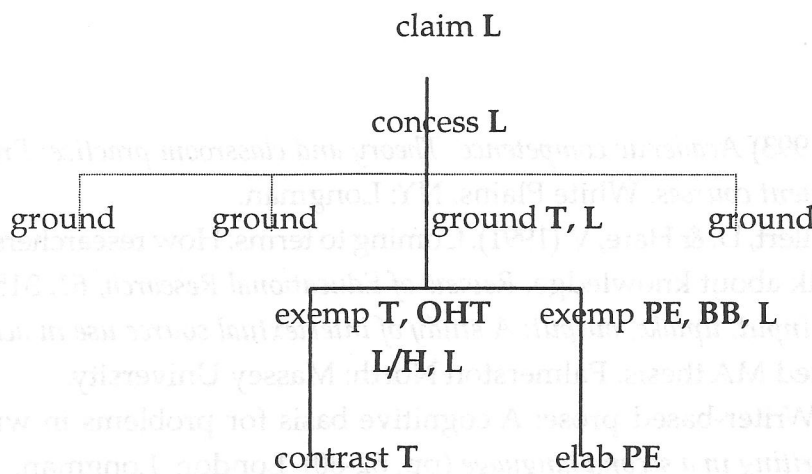 claim L
concess L
ground ground ground T, L ground
exemp T, OHT exemp PE, BB, L
L/H, L
contrast T elab PE